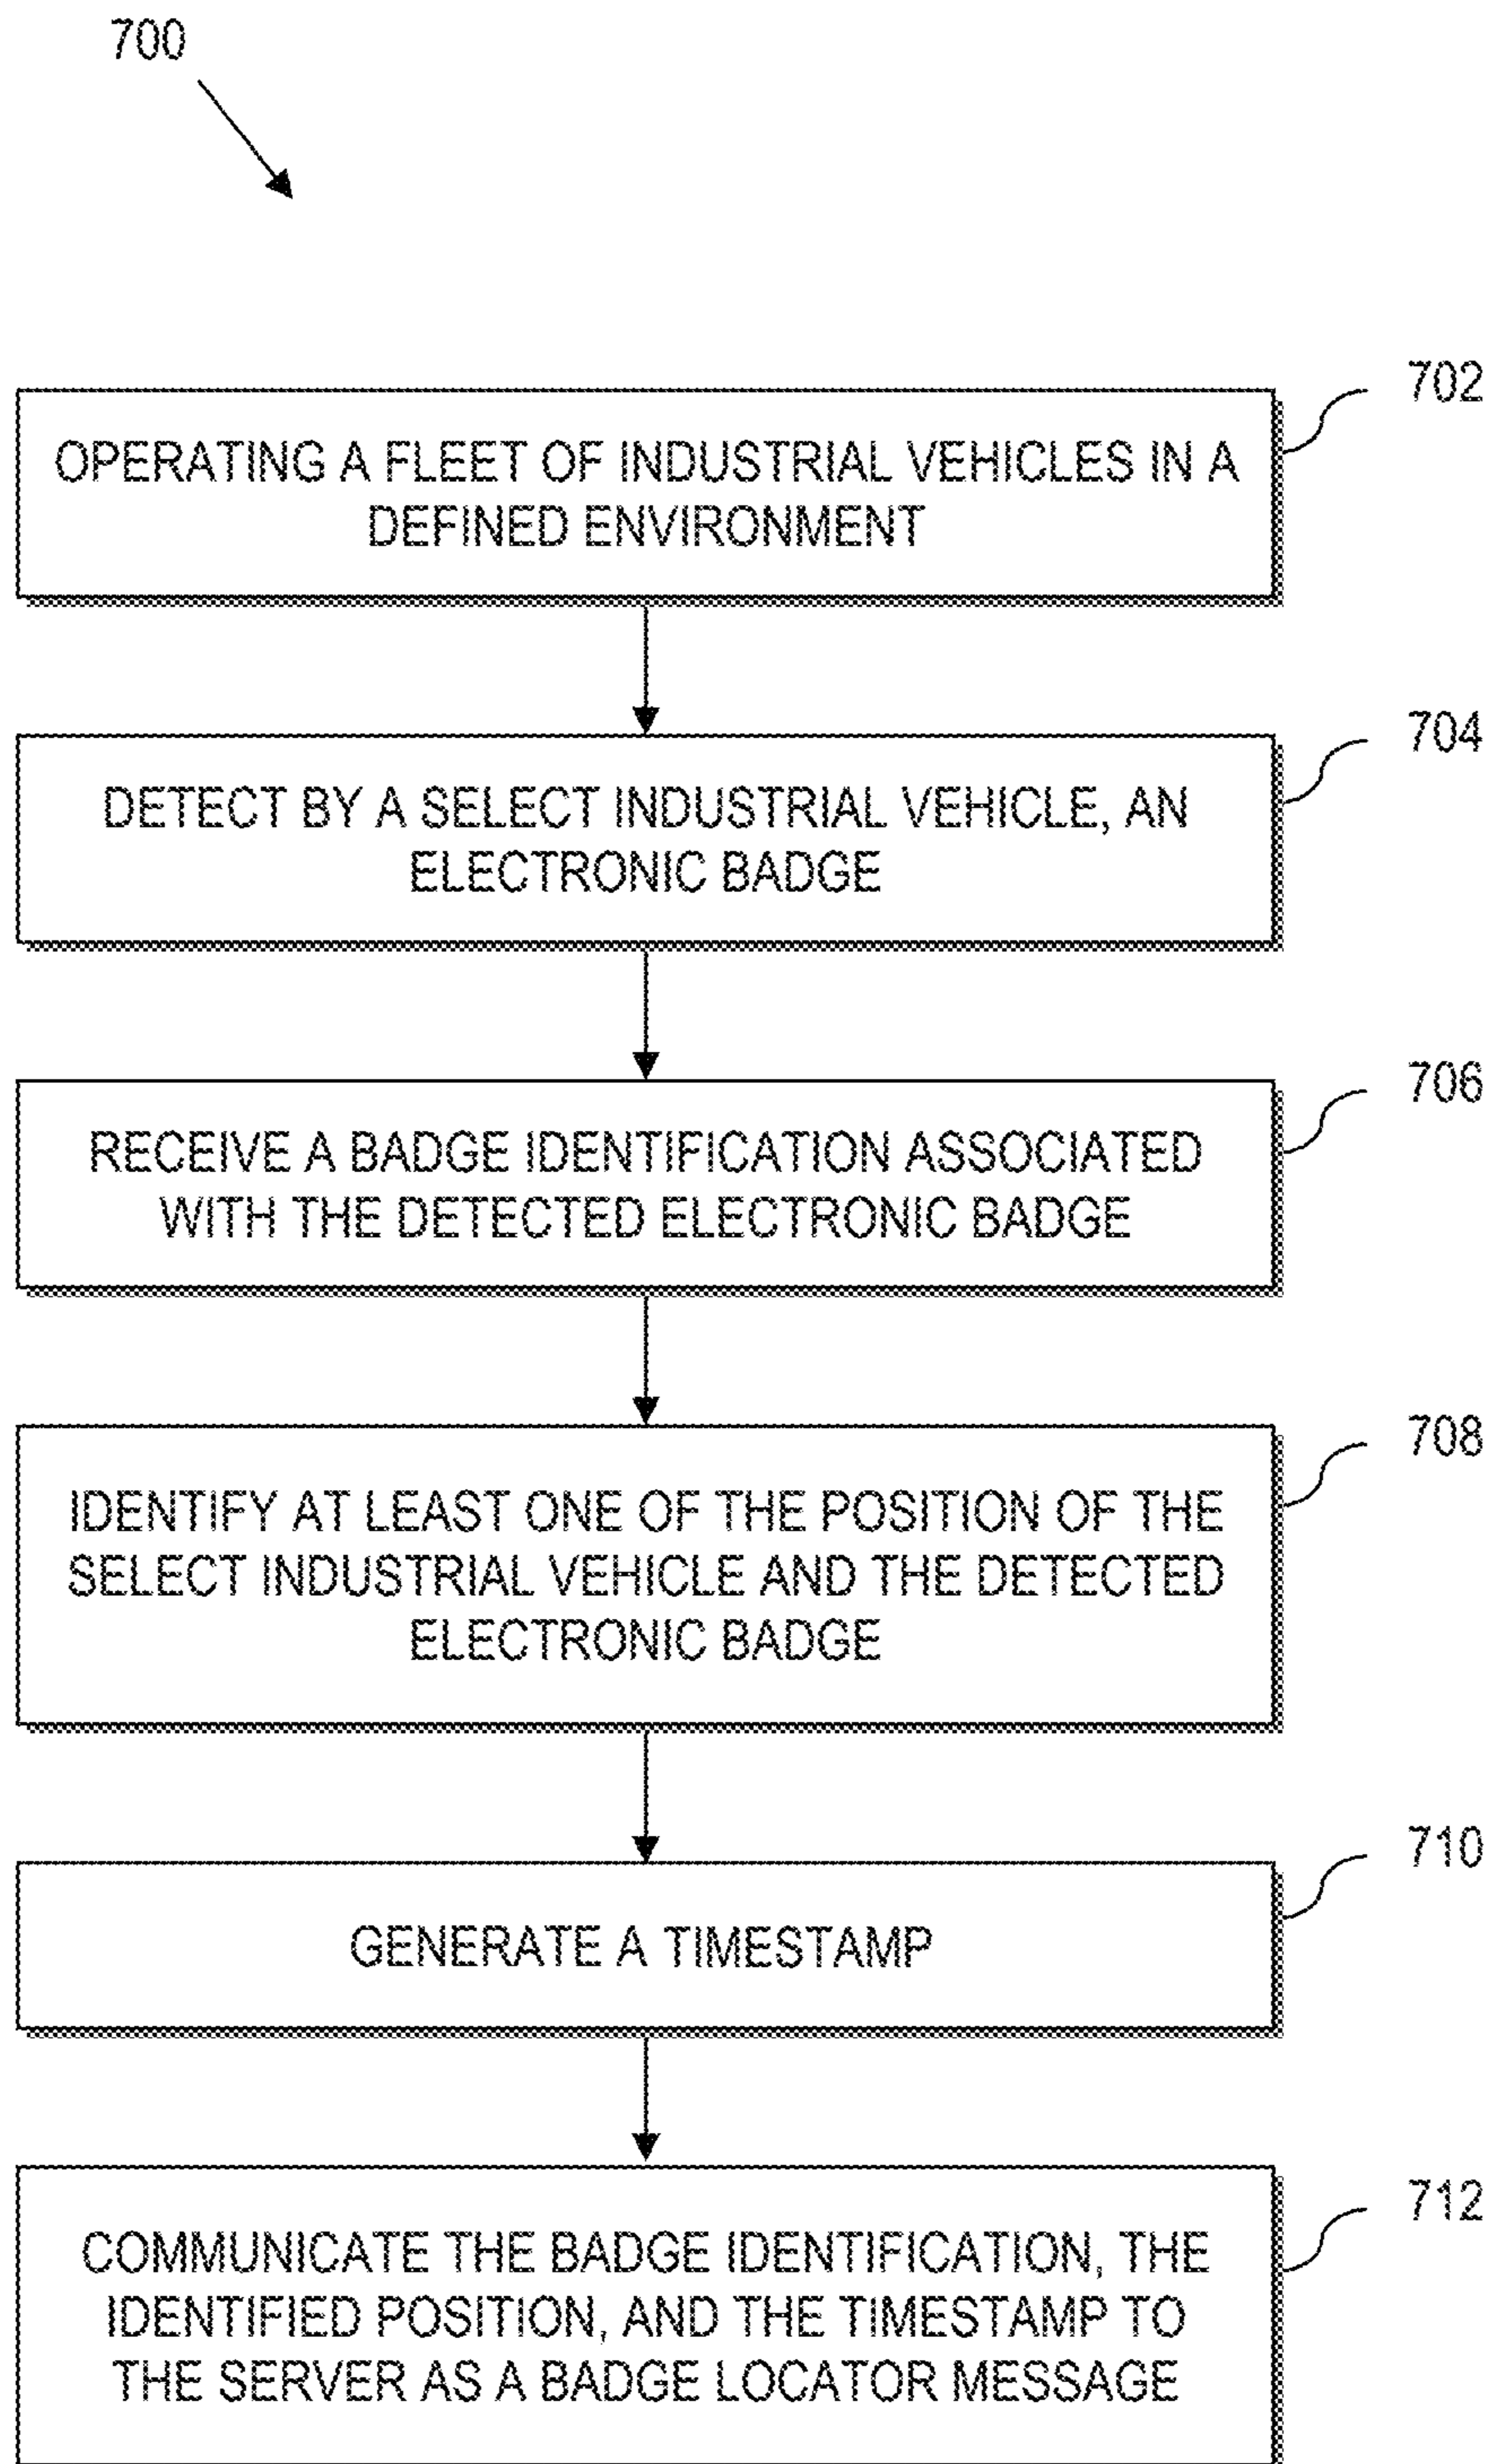 700
702
OPERATING A FLEET OF INDUSTRIAL VEHICLES IN A
DEFINED ENVIRONMENT
704
DETECT BY A SELECT INDUSTRIAL VEHICLE, AN
ELECTRONIC BADGE
706
RECEIVE A BADGE IDENTIFICATION ASSOCIATED
WITH THE DETECTED ELECTRONIC BADGE
708
IDENTIFY AT LEAST ONE OF THE POSITION OF THE
SELECT INDUSTRIAL VEHICLE AND THE DETECTED
ELECTRONIC BADGE
710
GENERATE A TIMESTAMP
712
COMMUNICATE THE BADGE IDENTIFICATION, THE
IDENTIFIED POSITION, AND THE TIMESTAMP TO
THE SERVER AS A BADGE LOCATOR MESSAGE